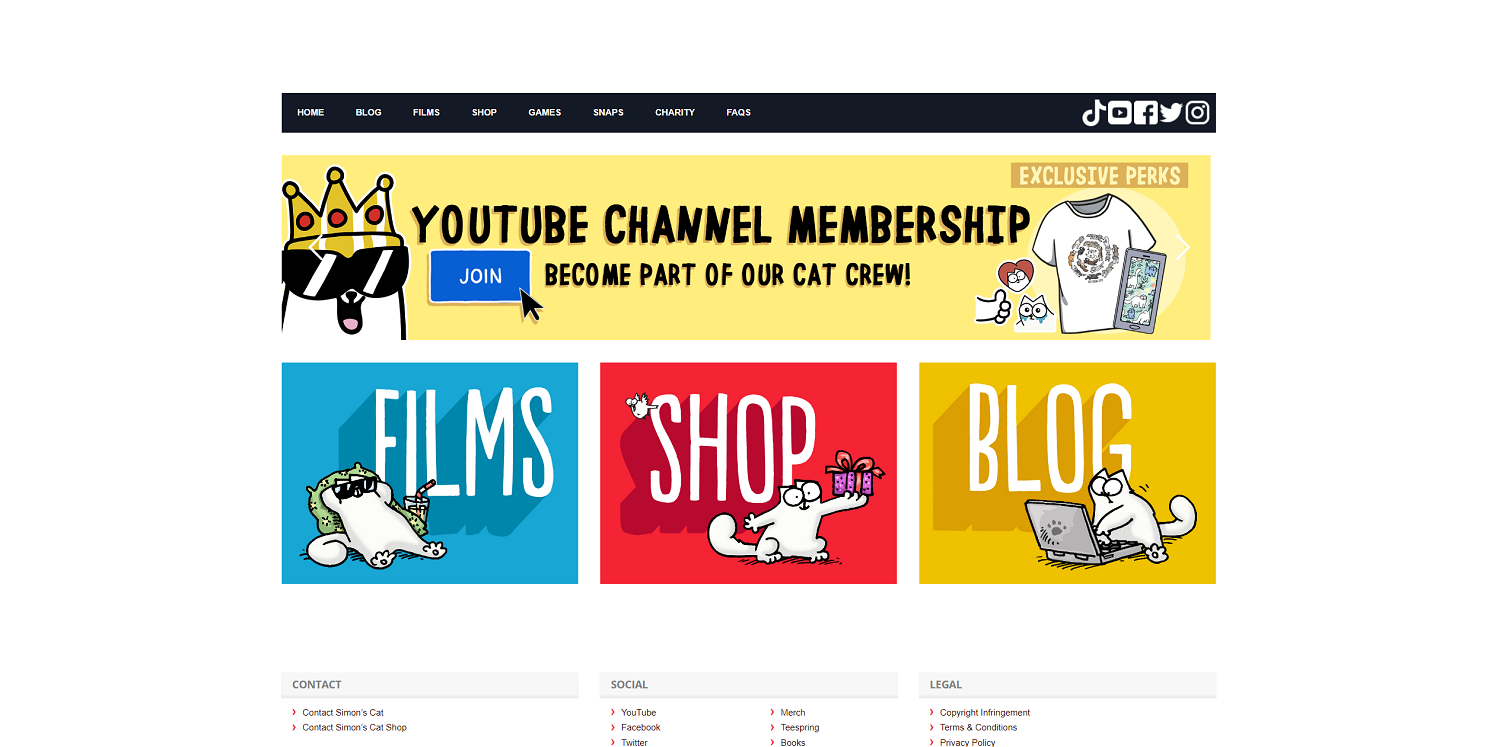 HOME BLOG FILMS SHOP GAMES SNAPS CHARITY FAQS
EXCLUSIVE PERKS
YOUTUBE CHANNEL MEMBERSHIP
JOIN
BECOME PART OF OUR CAT CREW!
FILMS
SHOP
BLOG
CONTACT
Contact Simon's Cat
Contact Simon's Cat Shop
SOCIAL
YouTube
Facebook
Twitter
Merch
Teespring
Books
LEGAL
Copyright Infringement
Terms & Conditions
Privacy Policy